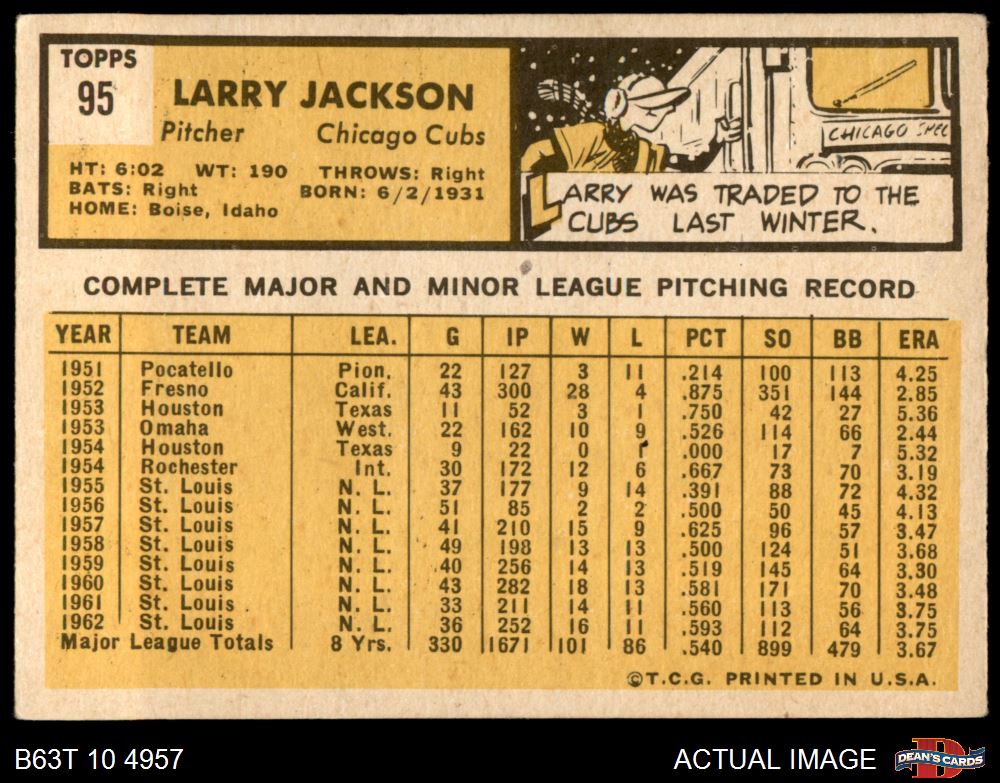 TOPPS
95
LARRY JACKSON
Pitcher Chicago Cubs
HT: 6:02 WT: 190 THROWS: Right
BATS: Right BORN: 6/2/1931
HOME: Boise, Idaho
CHICAGO
LARRY WAS TRADED TO THE
CUBS LAST WINTER.
COMPLETE MAJOR AND MINOR LEAGUE PITCHING RECORD
YEAR TEAM LEA. G IP W L PCT SO BB ERA
1951 Pocatello Pion. 22 127 3 11 .214 100 113 4.25
1952 Fresno Calif. 43 300 28 4 .875 351 144 2.85
1953 Houston Texas 11 52 3 1 .750 42 27 5.36
1953 Omaha West. 22 162 10 9 .526 114 66 2.44
1954 Houston Texas 9 22 0 1 .000 17 7 5.32
1954 Rochester Int. 30 172 12 6 .667 73 70 3.19
1955 St. Louis N. L. 37 177 9 14 .391 88 72 4.32
1956 St. Louis N. L. 51 85 2 2 .500 50 45 4.13
1957 St. Louis N. L. 41 210 15 9 .625 96 57 3.47
1958 St. Louis N. L. 49 198 13 13 .500 124 51 3.68
1959 St. Louis N. L. 40 256 14 13 .519 145 64 3.30
1960 St. Louis N. L. 43 282 18 13 .581 171 70 3.48
1961 St. Louis N. L. 33 211 14 11 .560 113 56 3.75
1962 St. Louis N. L. 36 252 16 11 .593 112 64 3.75
Major League Totals 8 Yrs. 330 1671 101 86 .540 899 479 3.67
©T.C.G. PRINTED IN U.S.A.
B63T 10 4957 ACTUAL IMAGE DEAN'S CARDS